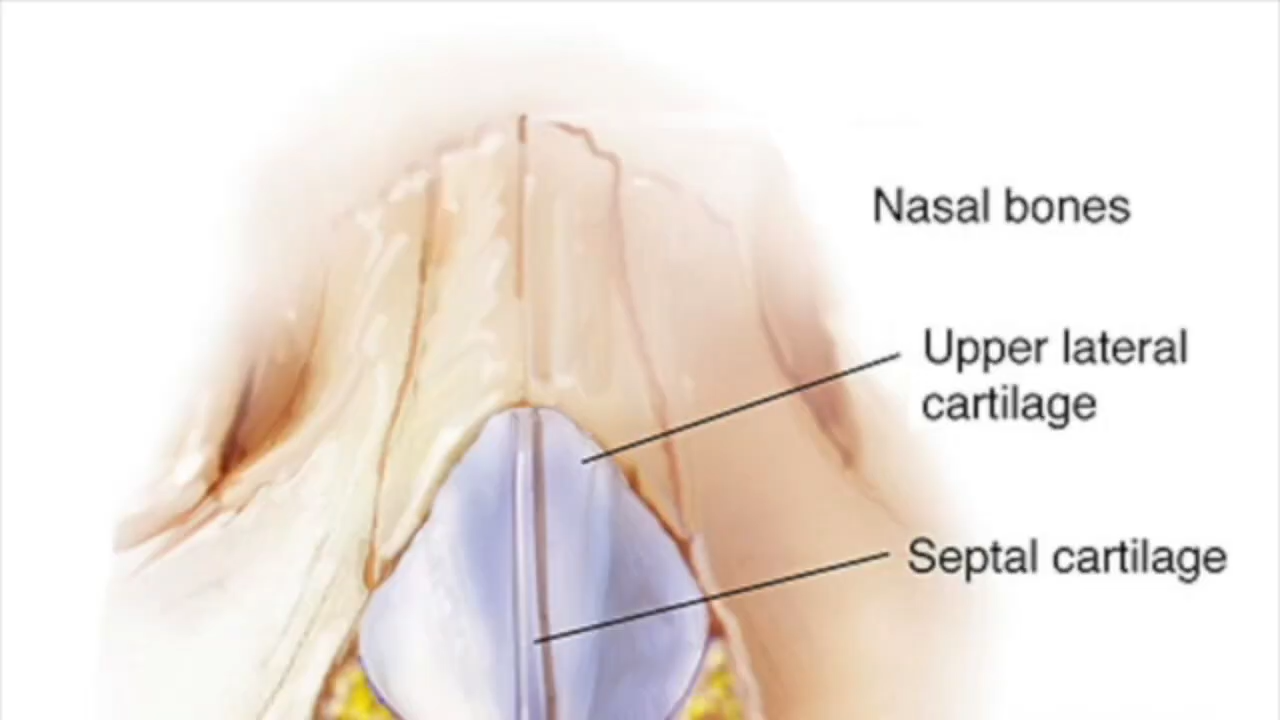 Nasal bones
Upper lateral
cartilage
Septal cartilage